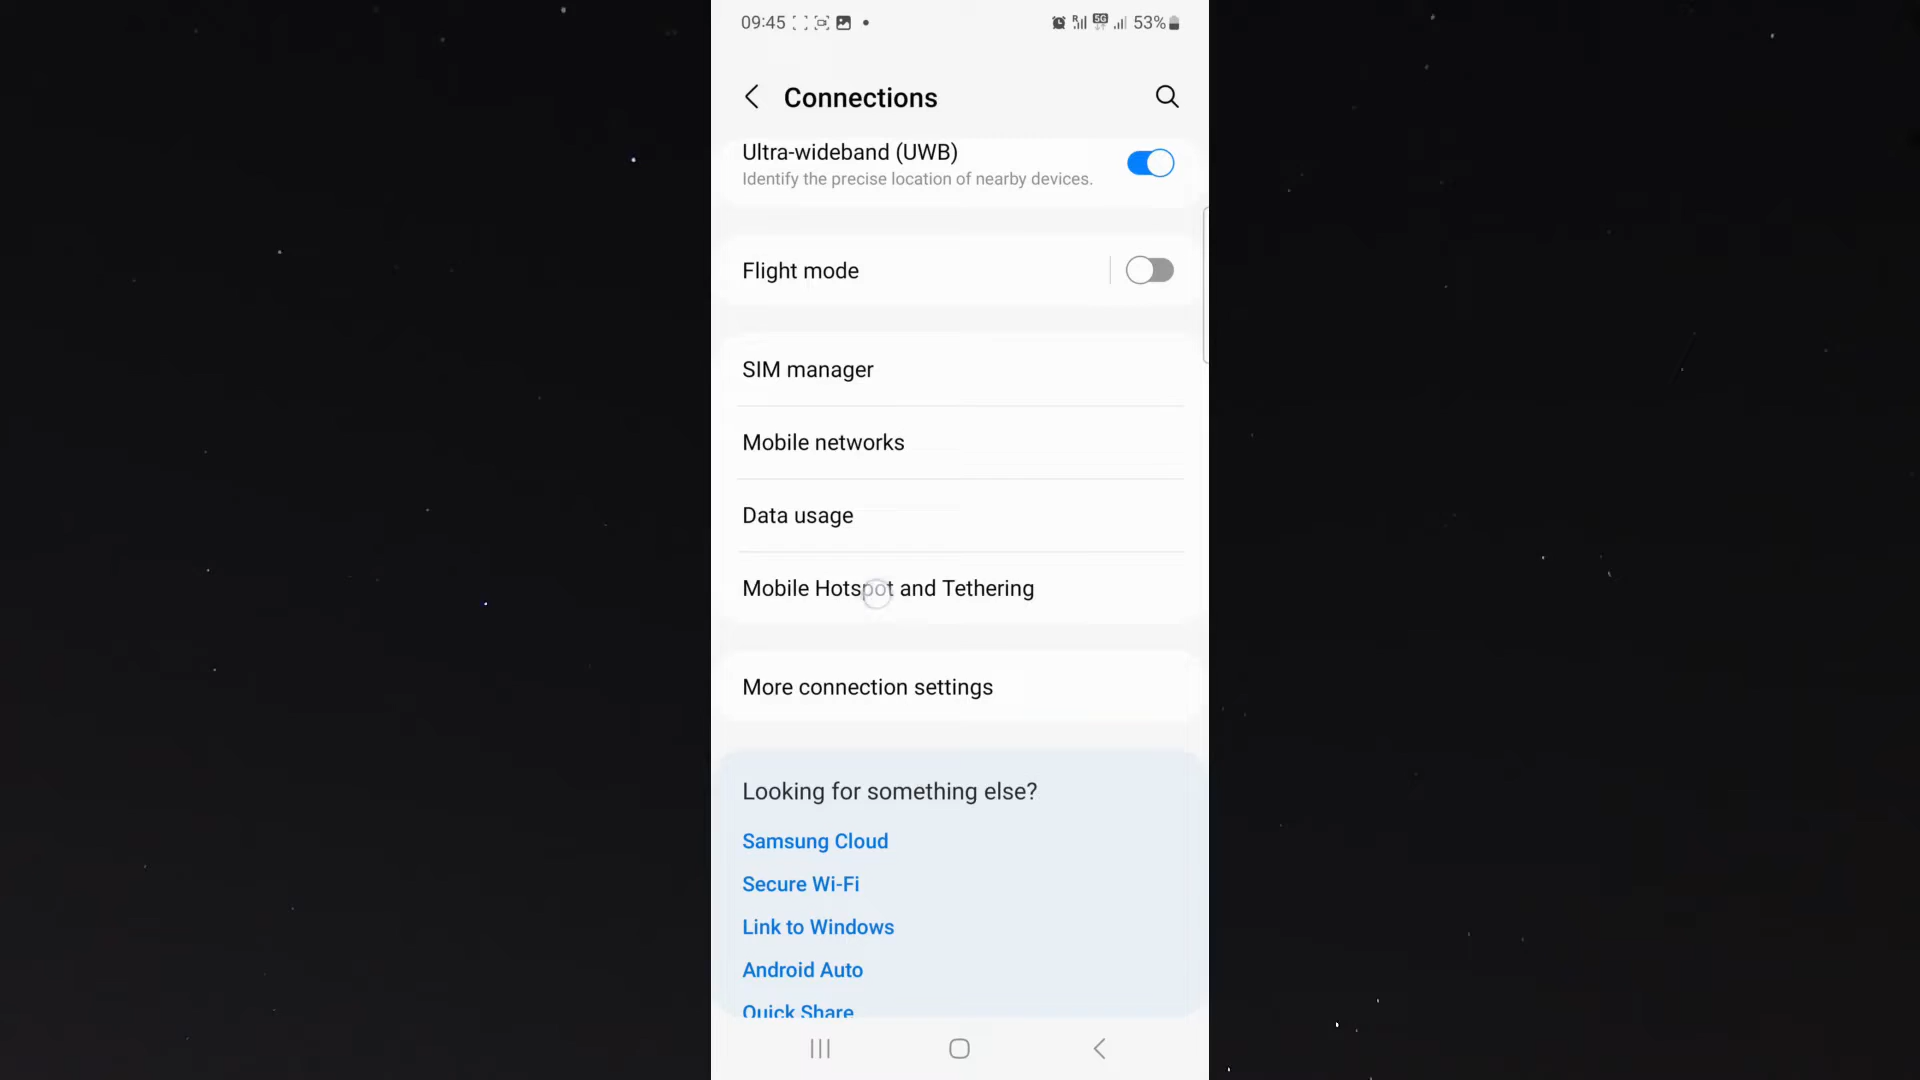 09:45 5G 53%
Connections
Ultra-wideband (UWB)
Identify the precise location of nearby devices.
Flight mode
SIM manager
Mobile networks
Data usage
Mobile Hotspot and Tethering
More connection settings
Looking for something else?
Samsung Cloud
Secure Wi-Fi
Link to Windows
Android Auto
Quick Share